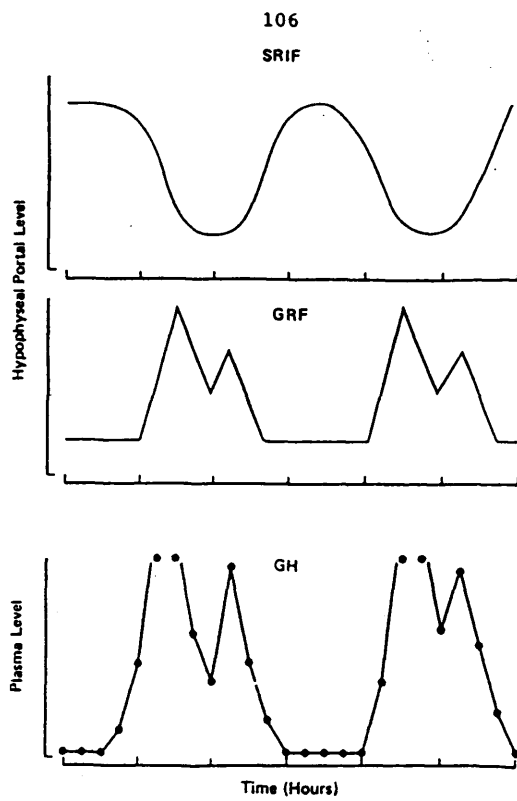 106
SRIF
Hypophyseal Portal Level
GRF
GH
Plasma Level
Time (Hours)